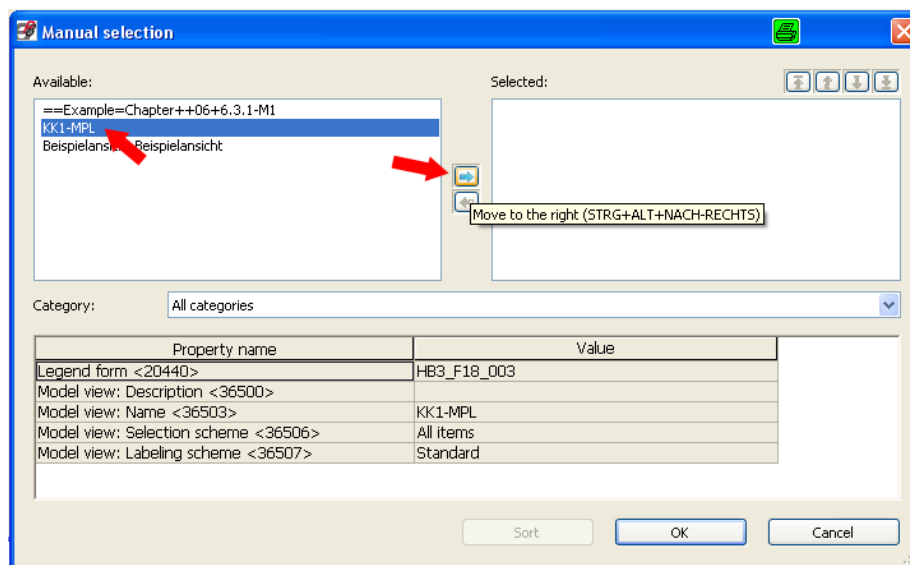 Manual selection
Available:
Selected:
==Example=Chapter++06+6.3.1-M1
KK1-MPL
Beispielansicht Beispielansicht
Move to the right (STRG+ALT+NACH-RECHTS)
Category: All categories
Property name Value
Legend form <20440> HB3_F18_003
Model view: Description <36500>
Model view: Name <36503> KK1-MPL
Model view: Selection scheme <36506> All items
Model view: Labeling scheme <36507> Standard
Sort OK Cancel